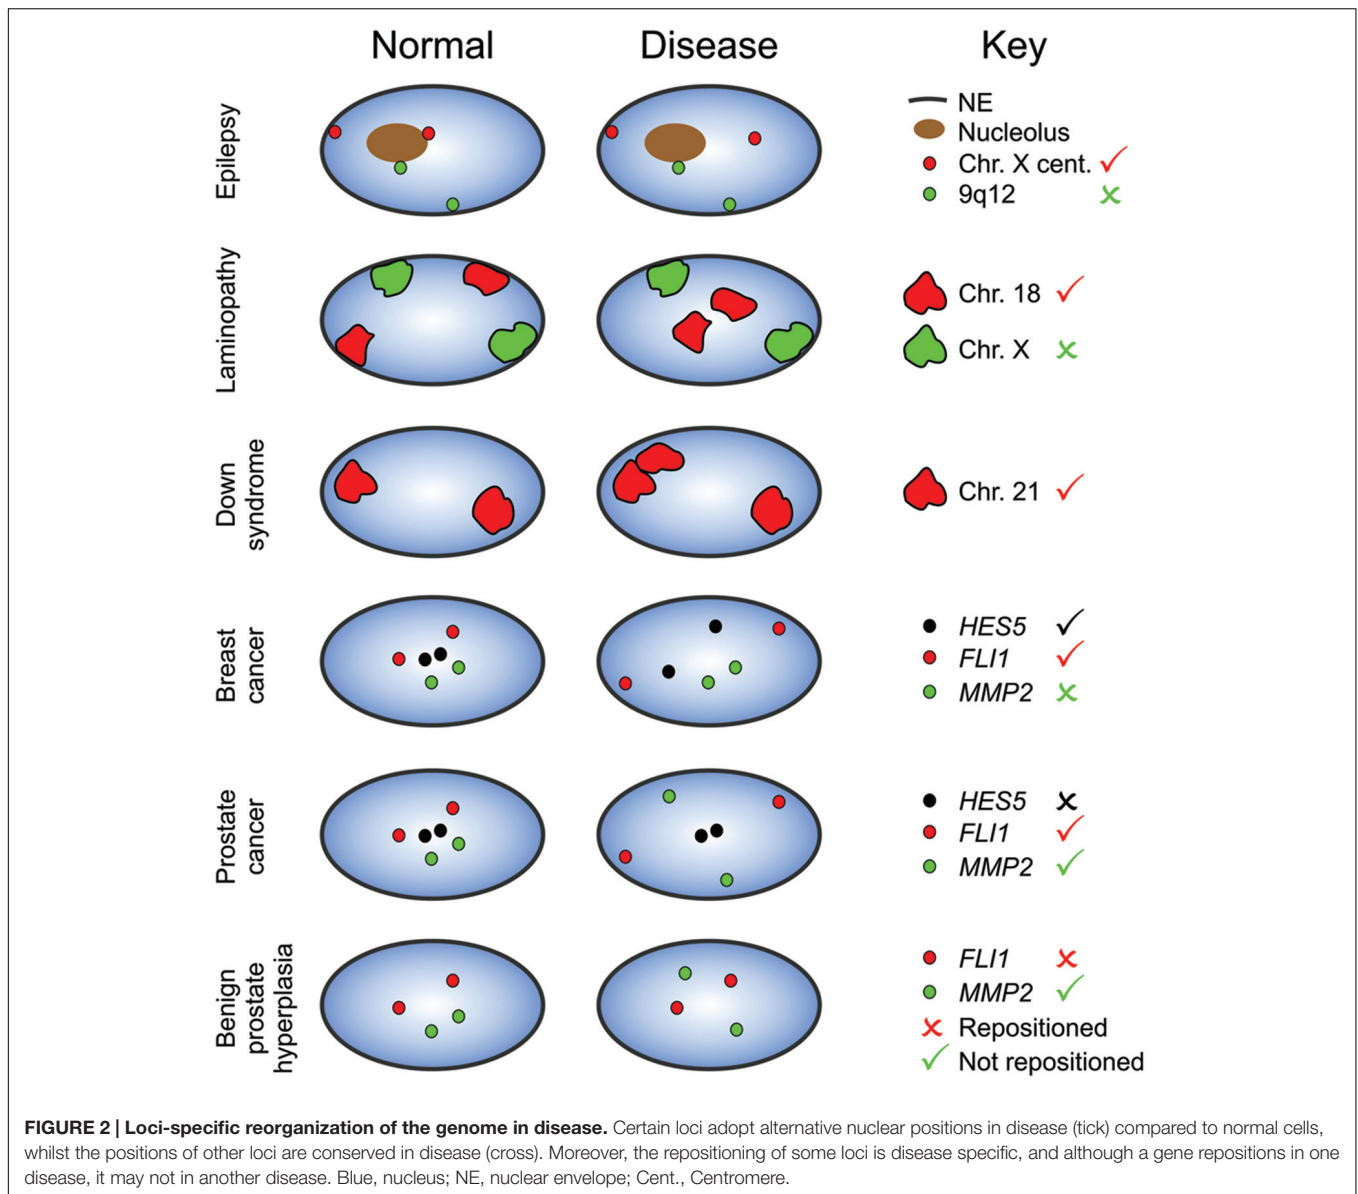 Normal
Disease
Key
Epilepsy
NE
Nucleolus
Chr. X cent. ✓
9q12 ✗
Laminopathy
Chr. 18 ✓
Chr. X ✗
Down
syndrome
Chr. 21 ✓
Breast
cancer
HES5 ✓
FLI1 ✓
MMP2 ✗
Prostate
cancer
HES5 ✗
FLI1 ✓
MMP2 ✓
Benign
prostate
hyperplasia
FLI1 ✗
MMP2 ✓
✗ Repositioned
✓ Not repositioned
FIGURE 2 | Loci-specific reorganization of the genome in disease. Certain loci adopt alternative nuclear positions in disease (tick) compared to normal cells,
whilst the positions of other loci are conserved in disease (cross). Moreover, the repositioning of some loci is disease specific, and although a gene repositions in one
disease, it may not in another disease. Blue, nucleus; NE, nuclear envelope; Cent., Centromere.